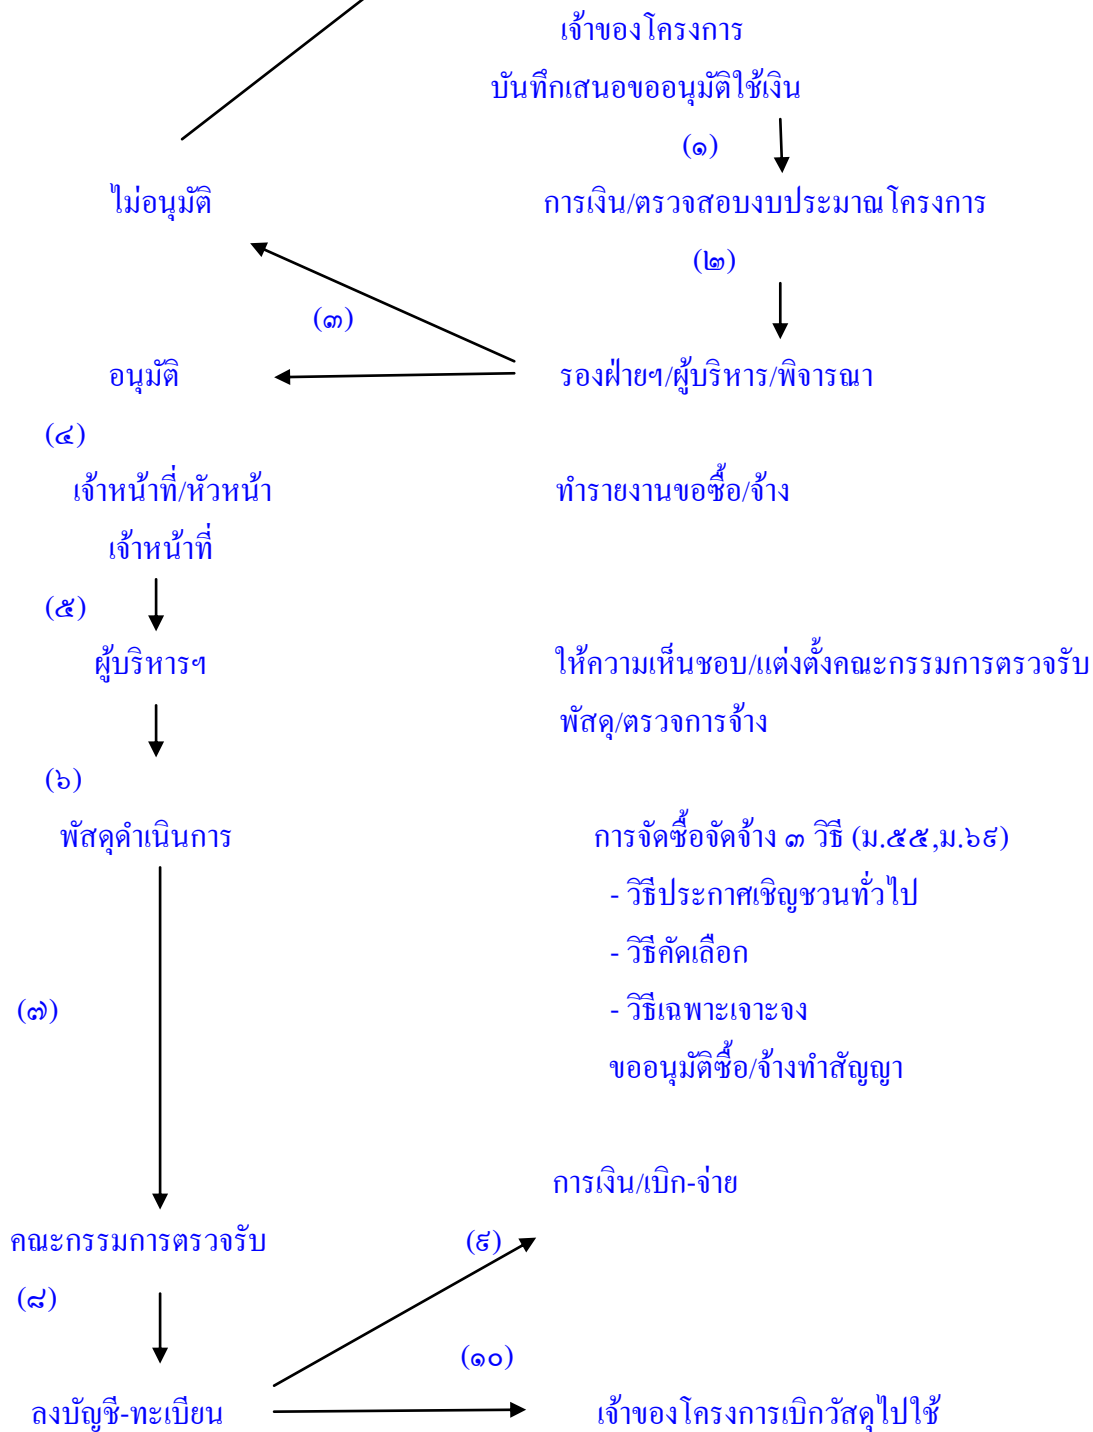 เจ้าของโครงการ
บันทึกเสนอขออนุมัติใช้เงิน
(๑)
ไม่อนุมัติ การเงิน/ตรวจสอบงบประมาณโครงการ
(๒)
(๓)
อนุมัติ รองฝ่ายฯ/ผู้บริหาร/พิจารณา
(๔)
เจ้าหน้าที่/หัวหน้า ทำรายงานขอซื้อ/จ้าง
เจ้าหน้าที่
(๕)
ผู้บริหารฯ ให้ความเห็นชอบ/แต่งตั้งคณะกรรมการตรวจรับ
พัสดุ/ตรวจการจ้าง
(๖)
พัสดุดำเนินการ การจัดซื้อจัดจ้าง ๓ วิธี (ม.๕๕,ม.๖๙)
- วิธีประกาศเชิญชวนทั่วไป
- วิธีคัดเลือก
(๗) - วิธีเฉพาะเจาะจง
ขออนุมัติซื้อ/จ้างทำสัญญา
การเงิน/เบิก-จ่าย
คณะกรรมการตรวจรับ (๙)
(๘)
(๑๐)
ลงบัญชี-ทะเบียน เจ้าของโครงการเบิกวัสดุไปใช้